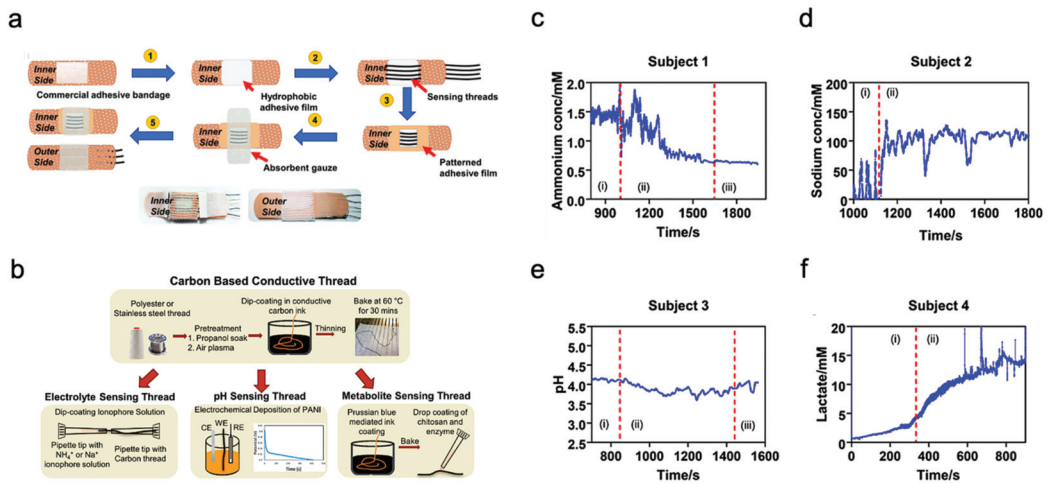 a
Inner
Side
Commercial adhesive bandage
1
Inner
Side
Hydrophobic
adhesive film
2
Inner
Side
Sensing threads
3
Inner
Side
Patterned
adhesive film
4
Inner
Side
Absorbent gauze
5
Inner
Side
Outer
Side
Inner
Side
Outer
Side
b
Carbon Based Conductive Thread
Polyester or
Stainless steel thread
Pretreatment
1. Propanol soak
2. Air plasma
Dip-coating in conductive
carbon ink
Thinning
Bake at 60 °C
for 30 mins
Electrolyte Sensing Thread
Dip-coating Ionophore Solution
Pipette tip with
NH₄⁺ or Na⁺
ionophore solution
Pipette tip with
Carbon thread
pH Sensing Thread
Electrochemical Deposition of PANI
CE
WE
RE
Time [s]
Metabolite Sensing Thread
Prussian blue
mediated ink
coating
Bake
Drop coating of
chitosan and
enzyme
c
Subject 1
Ammonium conc/mM
2.0
1.5
1.0
0.5
0.0
(i)
(ii)
(iii)
900
1200
1500
1800
Time/s
d
Subject 2
Sodium conc/mM
200
150
100
50
0
(i)
(ii)
1000
1200
1400
1600
1800
Time/s
e
Subject 3
pH
5.5
5.0
4.5
4.0
3.5
3.0
2.5
(i)
(ii)
(iii)
800
1000
1200
1400
1600
Time/s
f
Subject 4
Lactate/mM
20
15
10
5
0
(i)
(ii)
0
200
400
600
800
Time/s